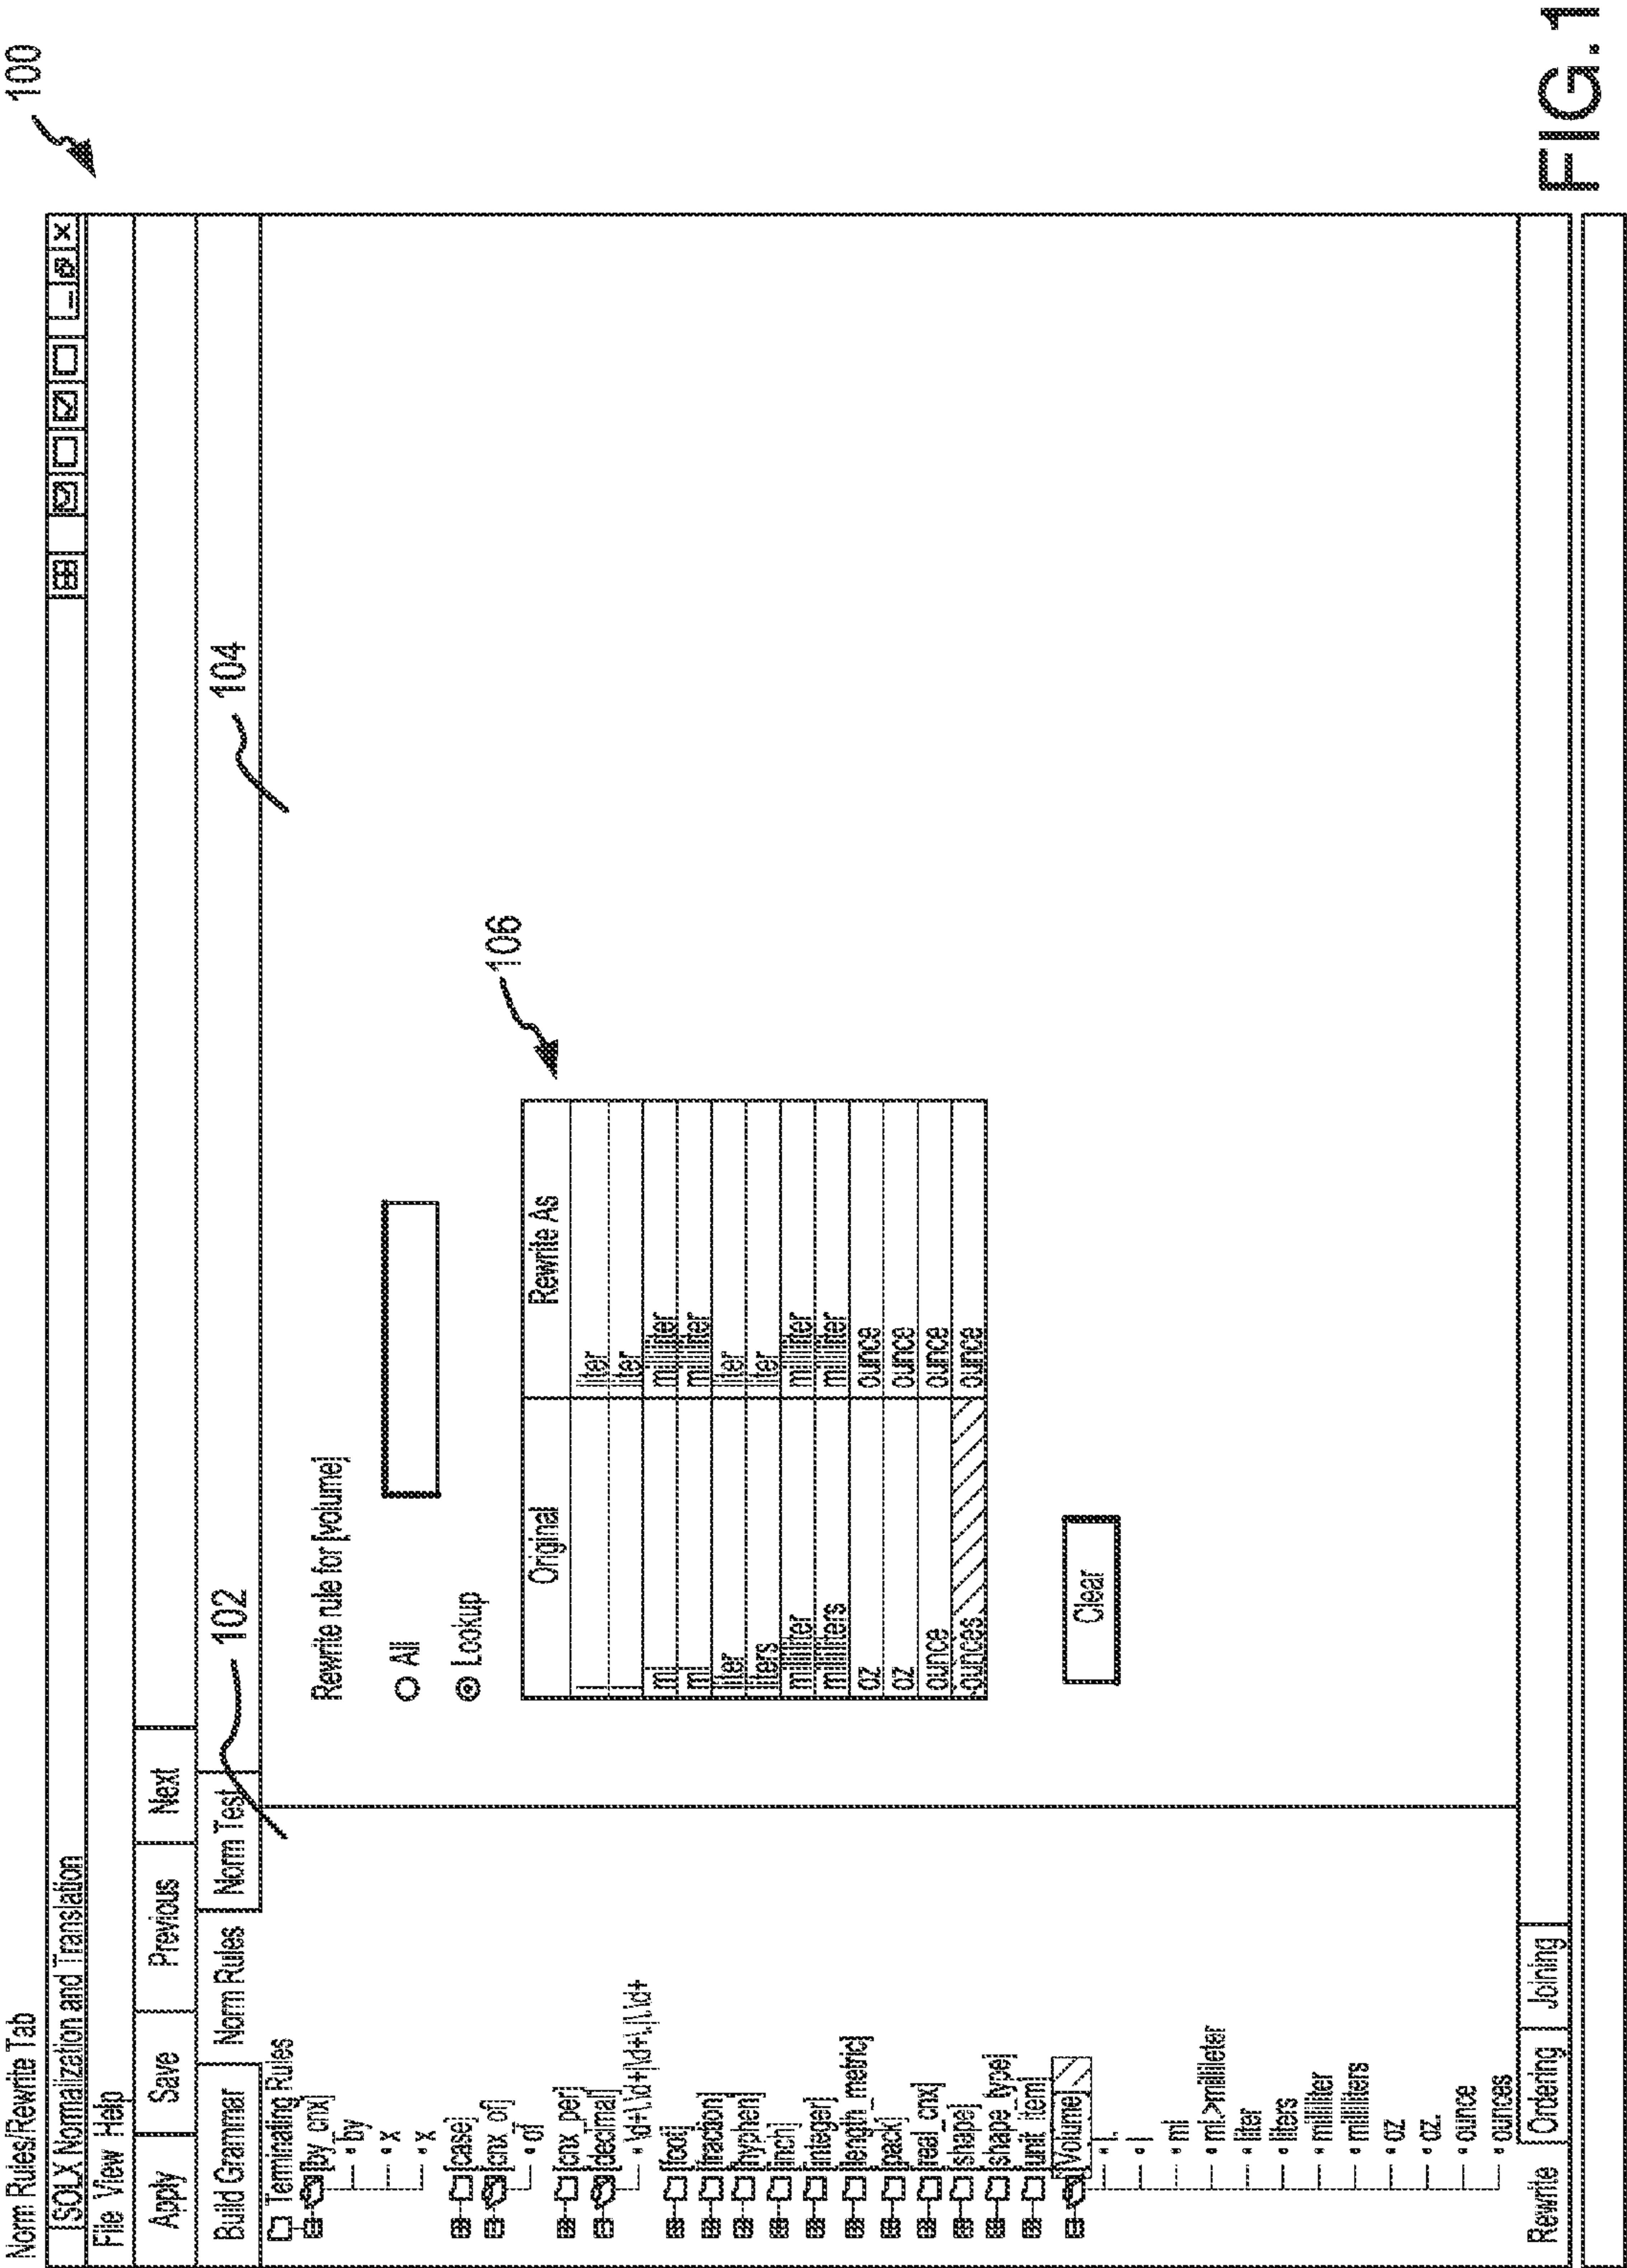 Norm Rules/Rewrite Tab
100
SOLX Normalization and Translation
File View Help
Apply Save Previous Next
Build Grammar Norm Rules Norm Test
102
104
Terminating Rules
[by_cnx]
by
x
x
[case]
[cnx_of]
of
[cnx_per]
[decimal]
\d+\.\d+|\d+\.|\.\d+
[foot]
[fraction]
[hyphen]
[inch]
[integer]
[length_metric]
[pack]
[real_cnx]
[shape]
[shape_type]
[unit_item]
[volume]
l.
l
ml
ml.>milleter
liter
liters
milliliter
milliliters
oz
oz.
ounce
ounces
Rewrite rule for [volume]
All
Lookup
106
Original Rewrite As
l liter
l liter
ml milliliter
ml milliliter
liter liter
liters liter
milliliter milliliter
milliliters milliliter
oz ounce
oz ounce
ounce ounce
ounces ounce
Clear
Rewrite Ordering Joining
FIG.1